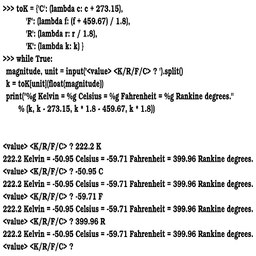 >>> toK = {'C': (lambda c: c + 273.15),
'F': (lambda f: (f + 459.67) / 1.8),
'R': (lambda r: r / 1.8),
'K': (lambda k: k) }
>>> while True:
magnitude, unit = input('<value> <K/R/F/C> ? ').split()
k = toK[unit](float(magnitude))
print("%g Kelvin = %g Celsius = %g Fahrenheit = %g Rankine degrees."
% (k, k - 273.15, k * 1.8 - 459.67, k * 1.8))
<value> <K/R/F/C> ? 222.2 K
222.2 Kelvin = -50.95 Celsius = -59.71 Fahrenheit = 399.96 Rankine degrees.
<value> <K/R/F/C> ? -50.95 C
222.2 Kelvin = -50.95 Celsius = -59.71 Fahrenheit = 399.96 Rankine degrees.
<value> <K/R/F/C> ? -59.71 F
222.2 Kelvin = -50.95 Celsius = -59.71 Fahrenheit = 399.96 Rankine degrees.
<value> <K/R/F/C> ? 399.96 R
222.2 Kelvin = -50.95 Celsius = -59.71 Fahrenheit = 399.96 Rankine degrees.
<value> <K/R/F/C> ?